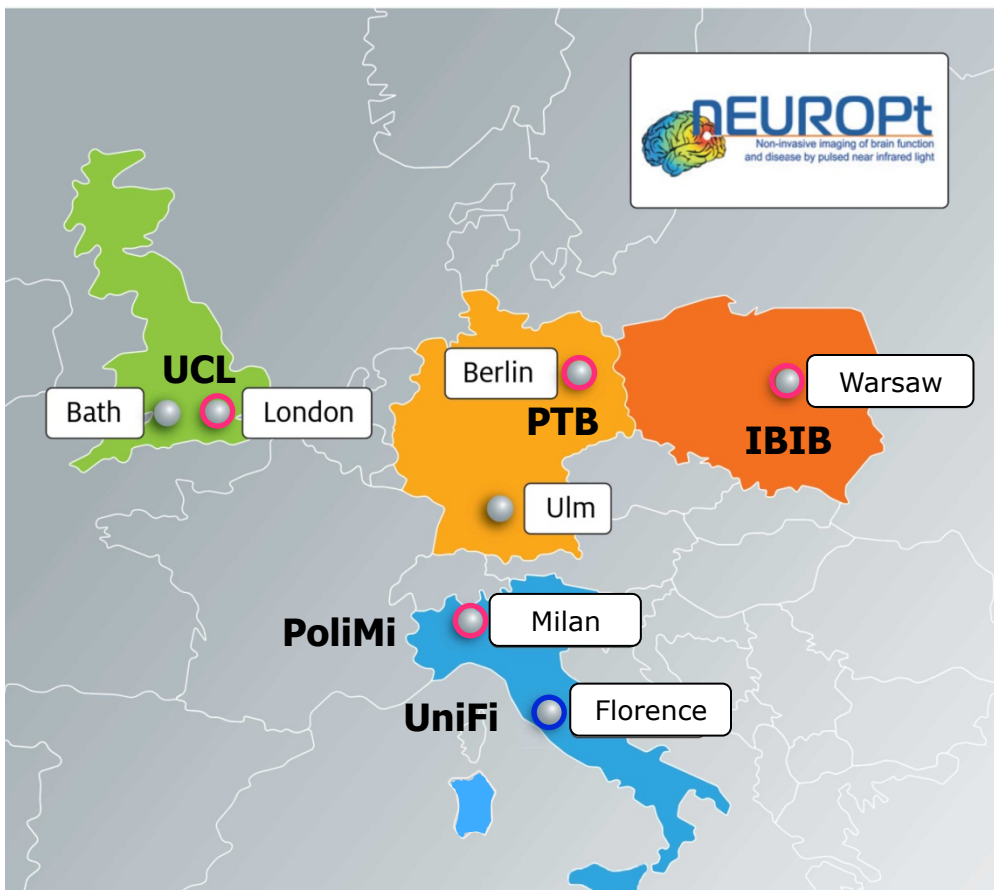 nEUROPt
Non-invasive imaging of brain function
and disease by pulsed near infrared light
UCL
Bath
London
Berlin
PTB
Warsaw
IBIB
Ulm
PoliMi
Milan
UniFi
Florence